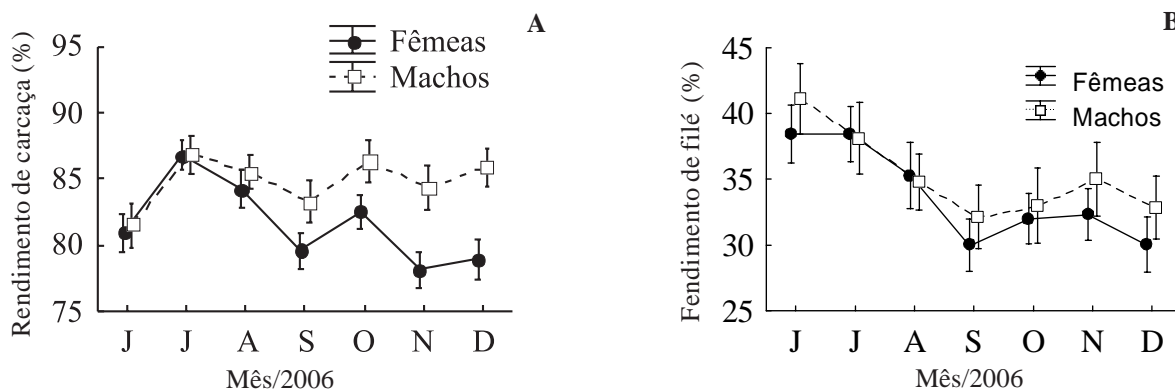 A
Rendimento de carcaça (%)
95
90
85
80
75
Fêmeas
Machos
J J A S O N D
Mês/2006
B
Fendimento de filé (%)
45
40
35
30
25
Fêmeas
Machos
J J A S O N D
Mês/2006